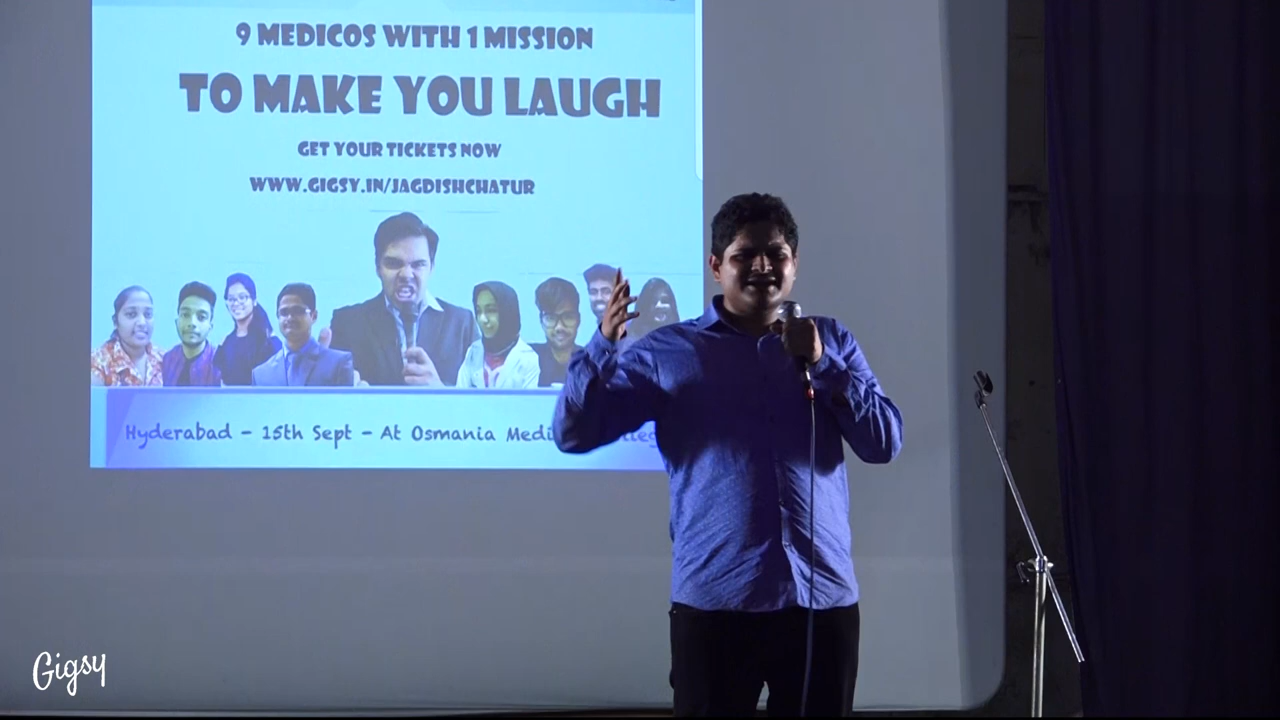 9 MEDICOS WITH 1 MISSION
TO MAKE YOU LAUGH
GET YOUR TICKETS NOW
WWW.GIGSY.IN/JAGDISHCHATUR
Hyderabad - 15th Sept - At Osmania
Gigsy